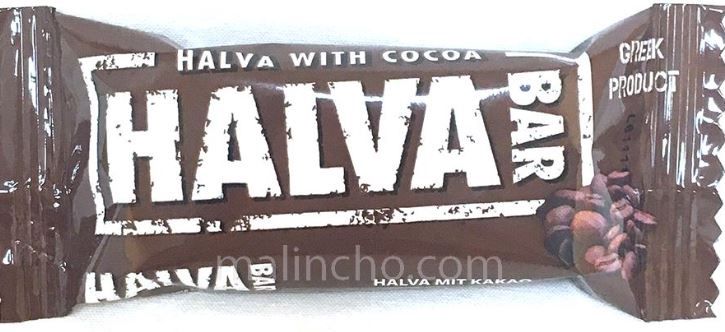 HALVA WITH COCOA
HALVA
BAR
GREEK
PRODUCT
malincho.com
HALVA BAR
HALVA MIT KAKAO